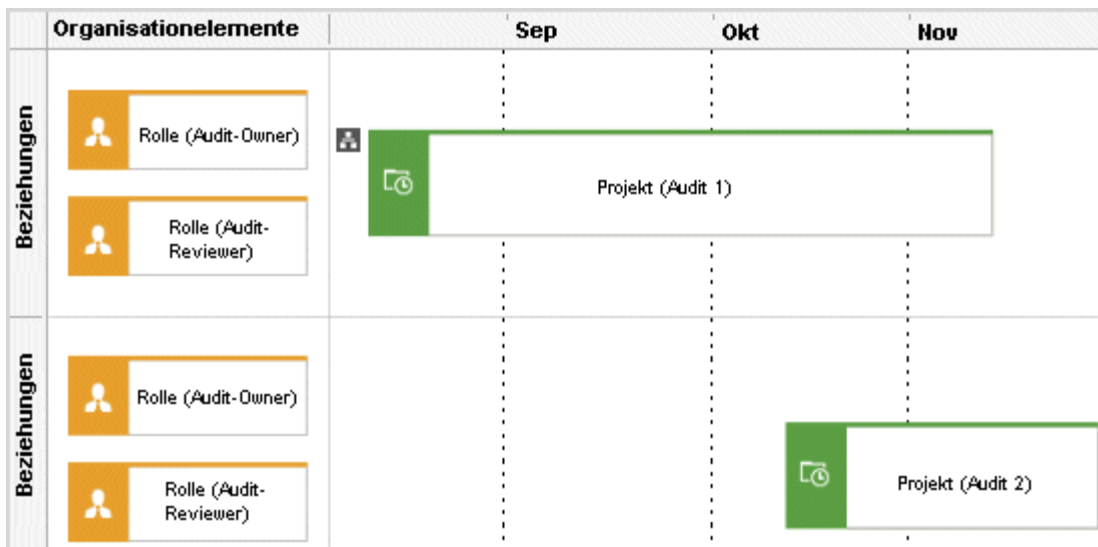 Organisationelemente
Sep
Okt
Nov
Beziehungen
Rolle (Audit-Owner)
Rolle (Audit-
Reviewer)
Projekt (Audit 1)
Beziehungen
Rolle (Audit-Owner)
Rolle (Audit-
Reviewer)
Projekt (Audit 2)